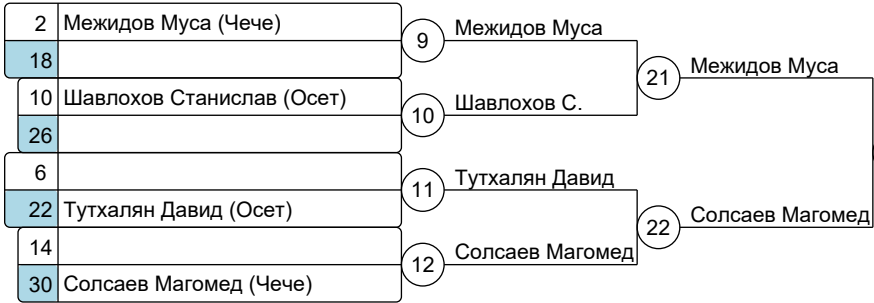 2 Межидов Муса (Чече)
18
9 Межидов Муса
10 Шавлохов Станислав (Осет)
26
10 Шавлохов С.
21 Межидов Муса
6
22 Тутхалян Давид (Осет)
11 Тутхалян Давид
14
30 Солсаев Магомед (Чече)
12 Солсаев Магомед
22 Солсаев Магомед